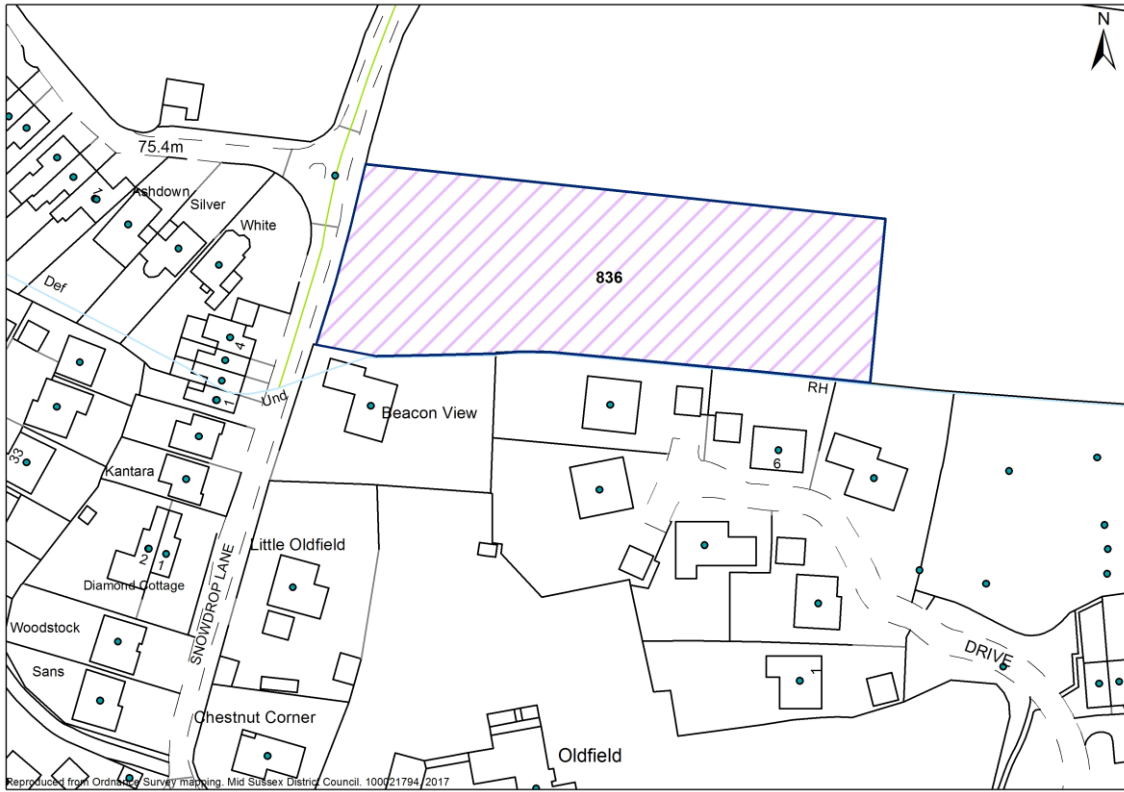 N
75.4m
1
Ashdown
Silver
White
836
Def
4
1
Und
Beacon View
RH
33
Kantara
6
2
1
Diamond Cottage
Little Oldfield
SNOWDROP LANE
Woodstock
Sans
DRIVE
1
Chestnut Corner
Oldfield
Reproduced from Ordnance Survey mapping. Mid Sussex District Council. 100021794, 2017